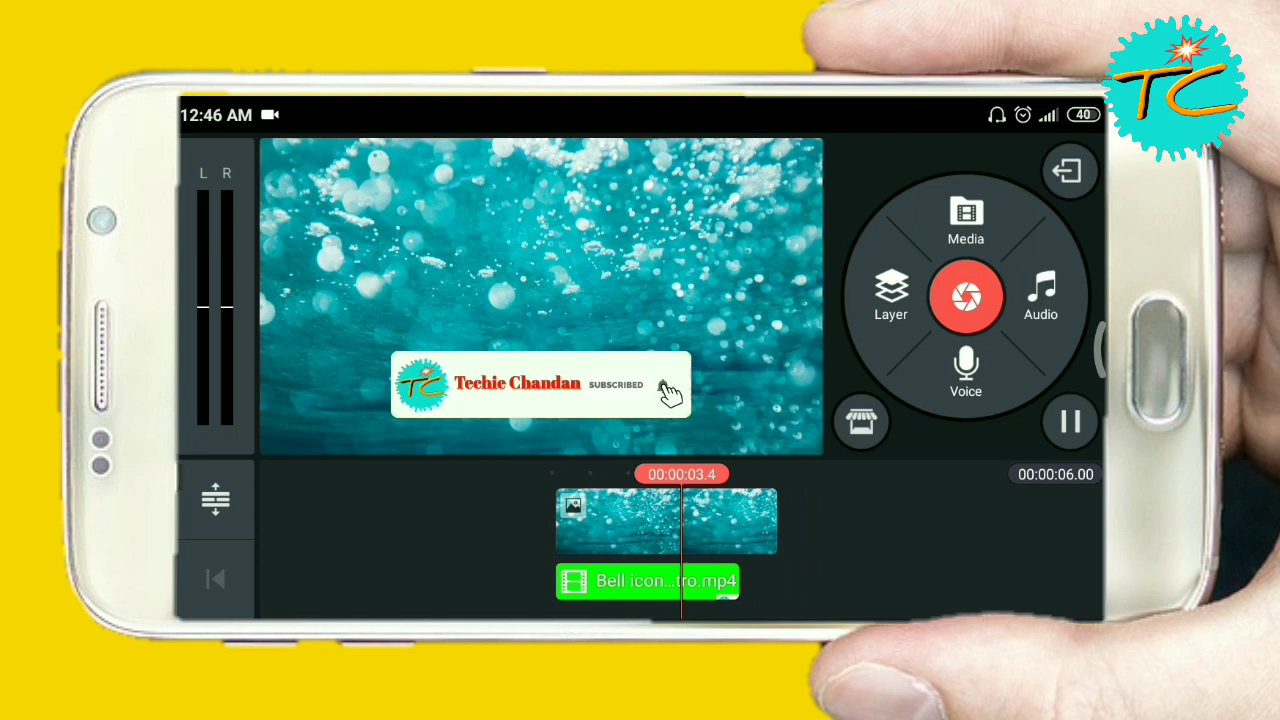 TC
12:46 AM
40
L R
Media
Layer
Audio
Voice
TC Techie Chandan SUBSCRIBED
00:00:03.4
00:00:06.00
Bell icon...tro.mp4